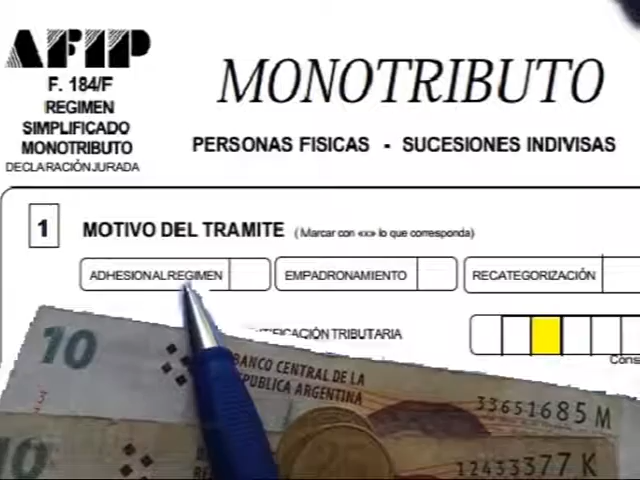 AFIP
F. 184/F
REGIMEN
SIMPLIFICADO
MONOTRIBUTO
DECLARACIÓN JURADA
MONOTRIBUTO
PERSONAS FISICAS - SUCESIONES INDIVISAS
1 MOTIVO DEL TRAMITE (Marcar con «x» lo que corresponda)
ADHESION AL REGIMEN EMPADRONAMIENTO RECATEGORIZACIÓN
TRIBUTARIA
10
BANCO CENTRAL DE LA
REPUBLICA ARGENTINA
33651685 M
10
12433377 K
25